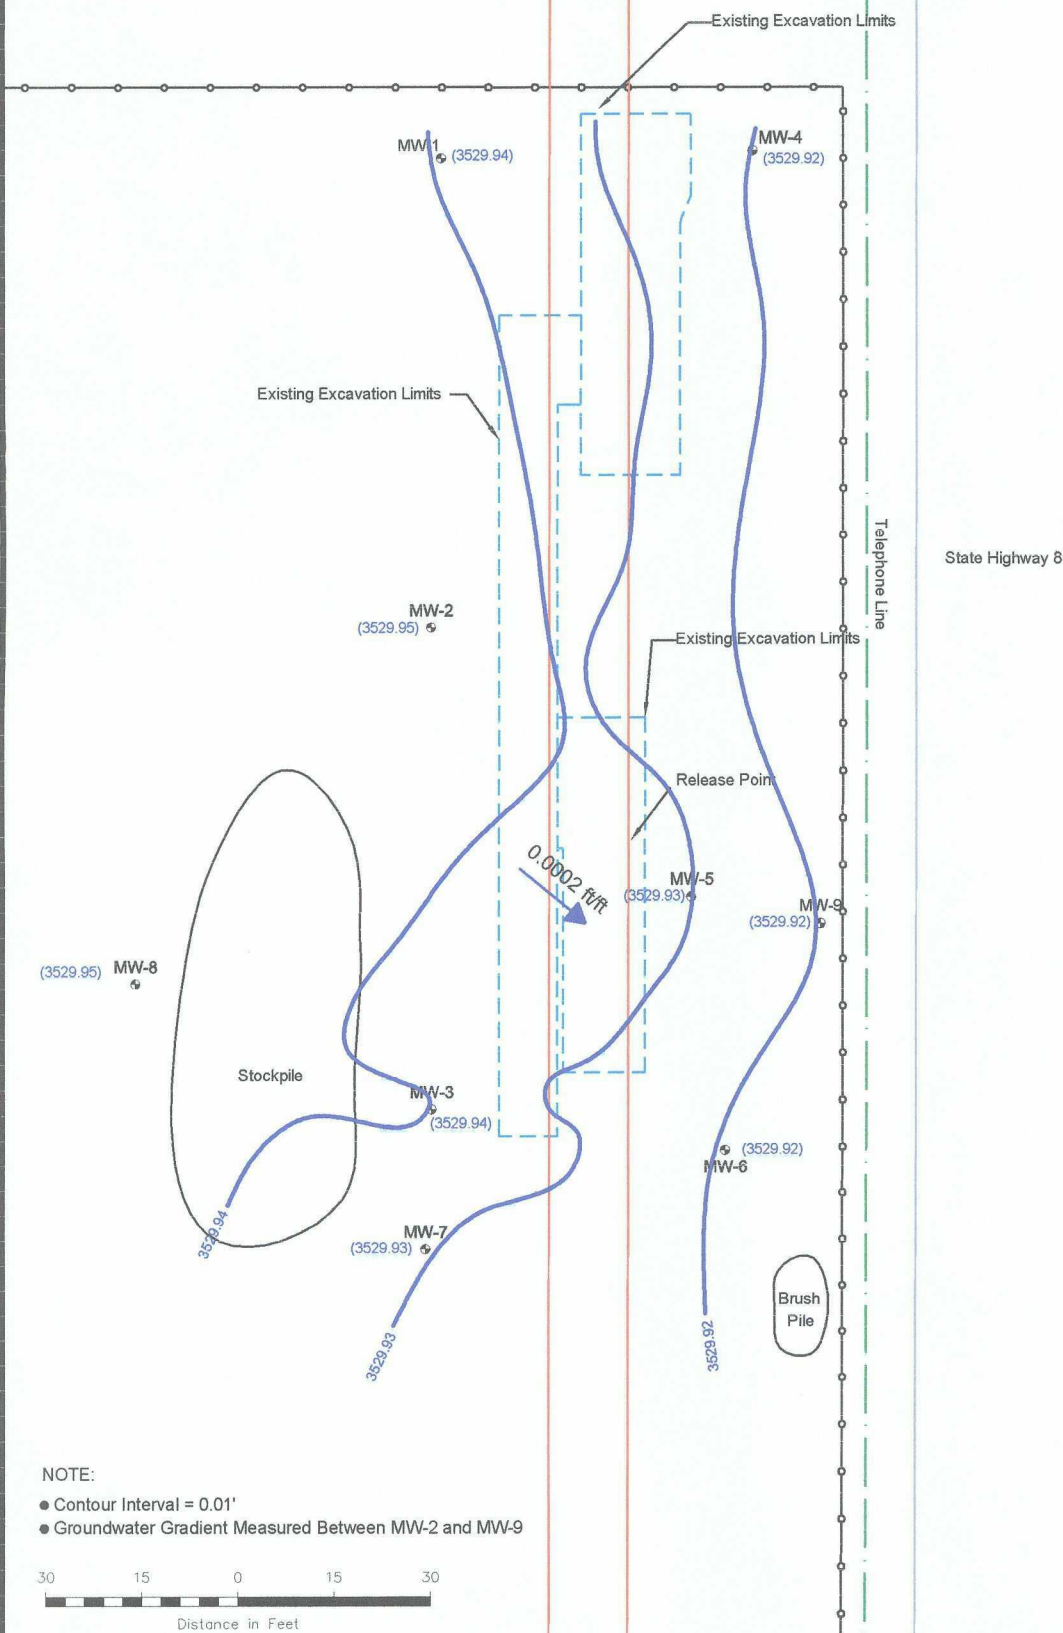 Existing Excavation Limits
MW-1
(3529.94)
MW-4
(3529.92)
Existing Excavation Limits
Telephone Line
State Highway 8
MW-2
(3529.95)
Existing Excavation Limits
Release Point
0.0002 ft/ft
MW-5
(3529.93)
MW-9
(3529.92)
MW-8
(3529.95)
Stockpile
MW-3
(3529.94)
MW-6
(3529.92)
3529.94
MW-7
(3529.93)
Brush
Pile
3529.93
3529.92
NOTE:
● Contour Interval = 0.01'
● Groundwater Gradient Measured Between MW-2 and MW-9
30 15 0 15 30
Distance in Feet